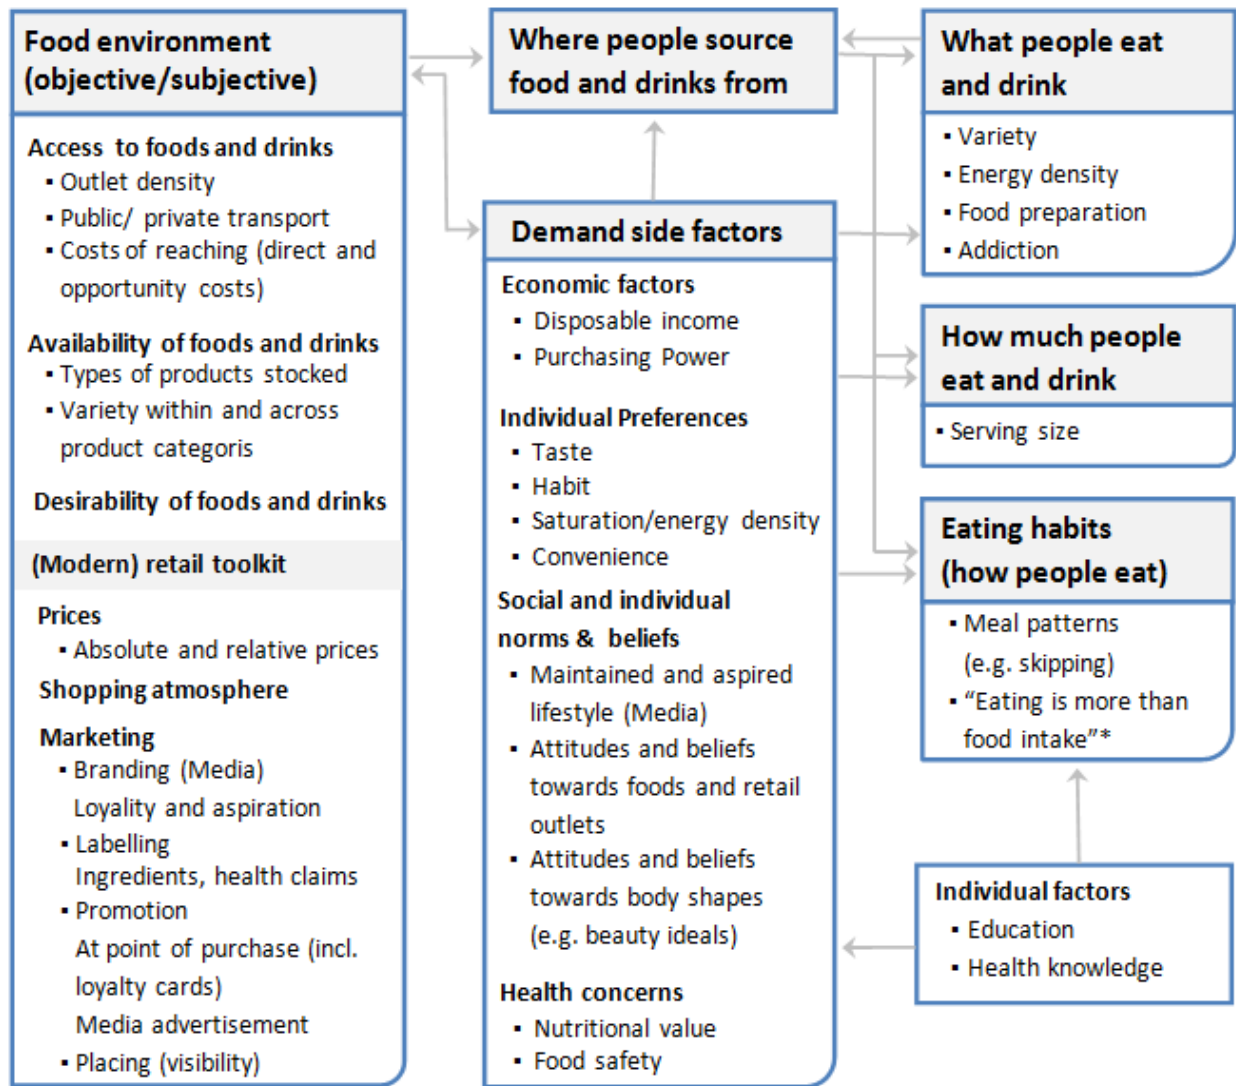 Food environment
(objective/subjective)
Access to foods and drinks
▪ Outlet density
▪ Public/ private transport
▪ Costs of reaching (direct and
opportunity costs)
Availability of foods and drinks
▪ Types of products stocked
▪ Variety within and across
product categoris
Desirability of foods and drinks
(Modern) retail toolkit
Prices
▪ Absolute and relative prices
Shopping atmosphere
Marketing
▪ Branding (Media)
Loyality and aspiration
▪ Labelling
Ingredients, health claims
▪ Promotion
At point of purchase (incl.
loyalty cards)
Media advertisement
▪ Placing (visibility)
Where people source
food and drinks from
Demand side factors
Economic factors
▪ Disposable income
▪ Purchasing Power
Individual Preferences
▪ Taste
▪ Habit
▪ Saturation/energy density
▪ Convenience
Social and individual
norms & beliefs
▪ Maintained and aspired
lifestyle (Media)
▪ Attitudes and beliefs
towards foods and retail
outlets
▪ Attitudes and beliefs
towards body shapes
(e.g. beauty ideals)
Health concerns
▪ Nutritional value
▪ Food safety
What people eat
and drink
▪ Variety
▪ Energy density
▪ Food preparation
▪ Addiction
How much people
eat and drink
▪ Serving size
Eating habits
(how people eat)
▪ Meal patterns
(e.g. skipping)
▪ “Eating is more than
food intake”*
Individual factors
▪ Education
▪ Health knowledge